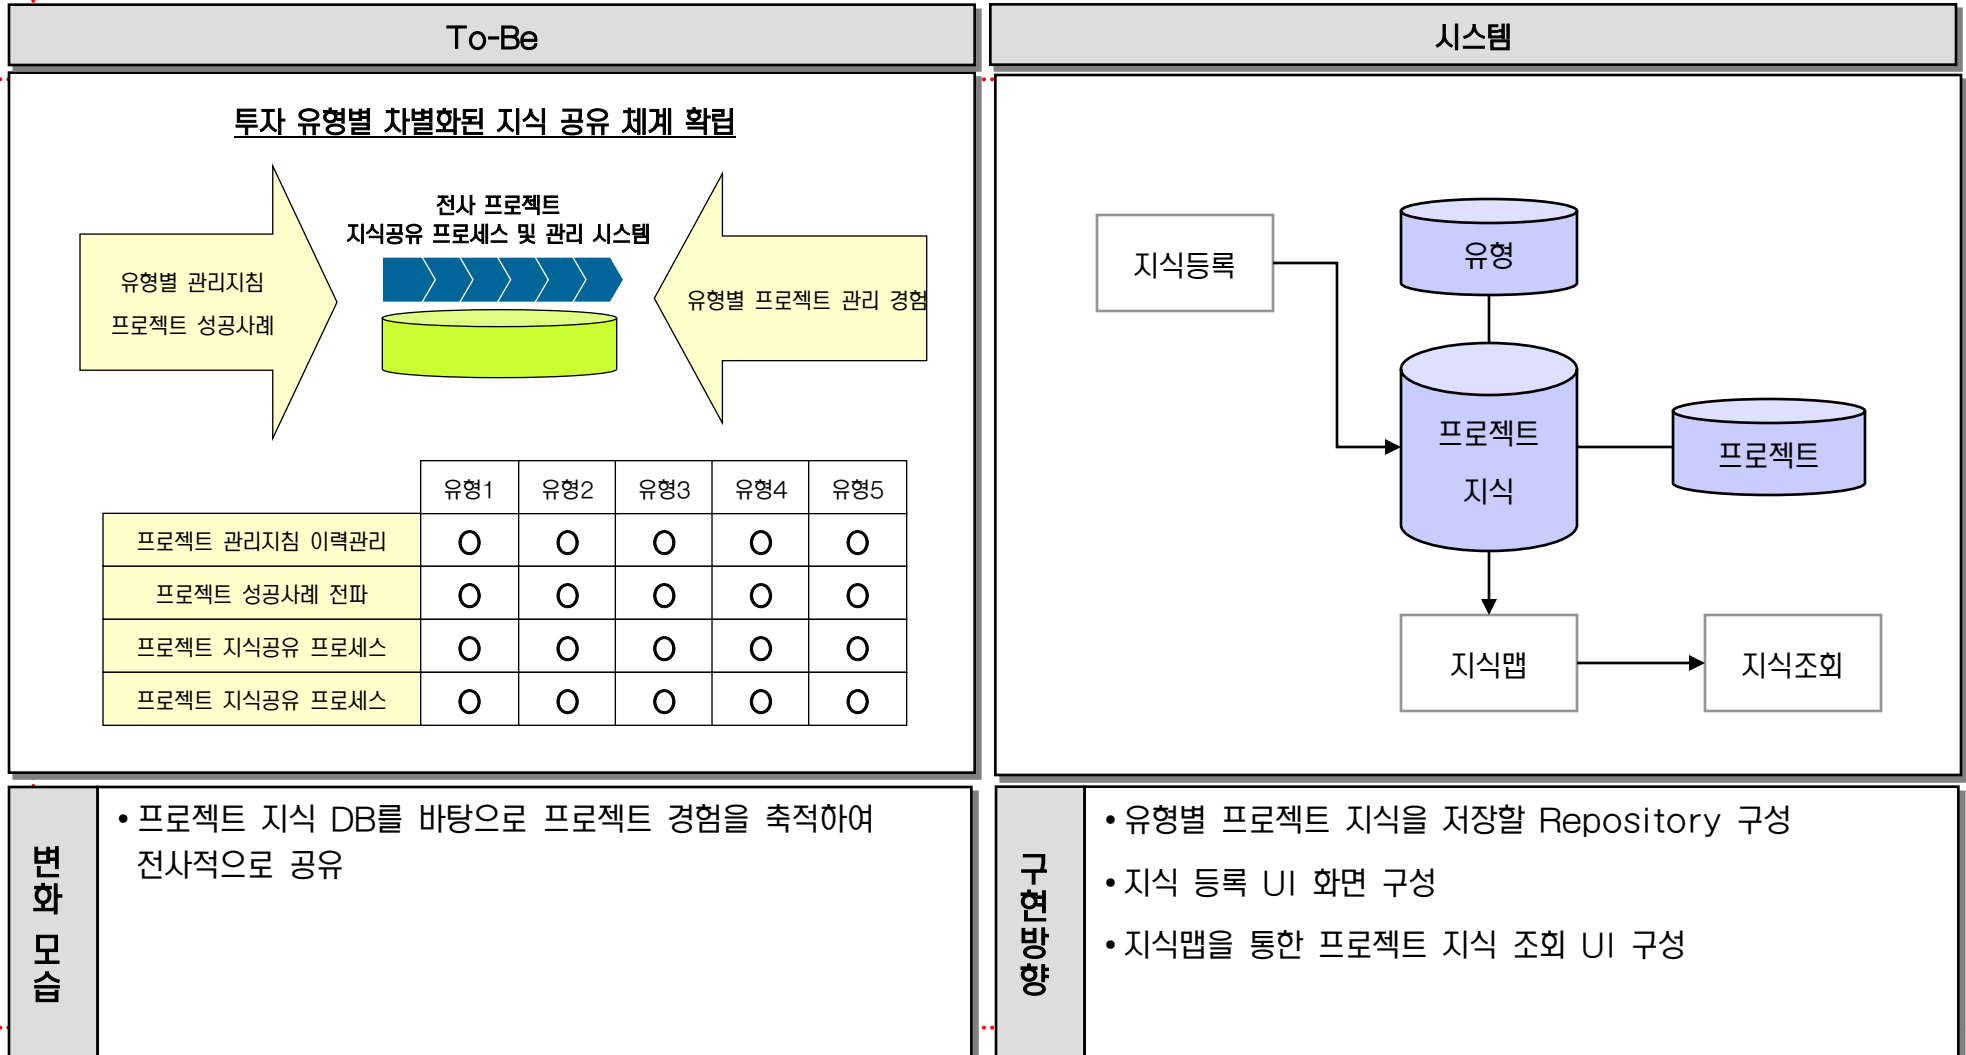 To-Be
투자 유형별 차별화된 지식 공유 체계 확립
전사 프로젝트
지식공유 프로세스 및 관리 시스템
유형별 관리지침
프로젝트 성공사례
유형별 프로젝트 관리 경험
유형1 유형2 유형3 유형4 유형5
프로젝트 관리지침 이력관리 O O O O O
프로젝트 성공사례 전파 O O O O O
프로젝트 지식공유 프로세스 O O O O O
프로젝트 지식공유 프로세스 O O O O O
시스템
지식등록
유형
프로젝트
지식
프로젝트
지식맵
지식조회
변화 모습
• 프로젝트 지식 DB를 바탕으로 프로젝트 경험을 축적하여
전사적으로 공유
구현방향
• 유형별 프로젝트 지식을 저장할 Repository 구성
• 지식 등록 UI 화면 구성
• 지식맵을 통한 프로젝트 지식 조회 UI 구성